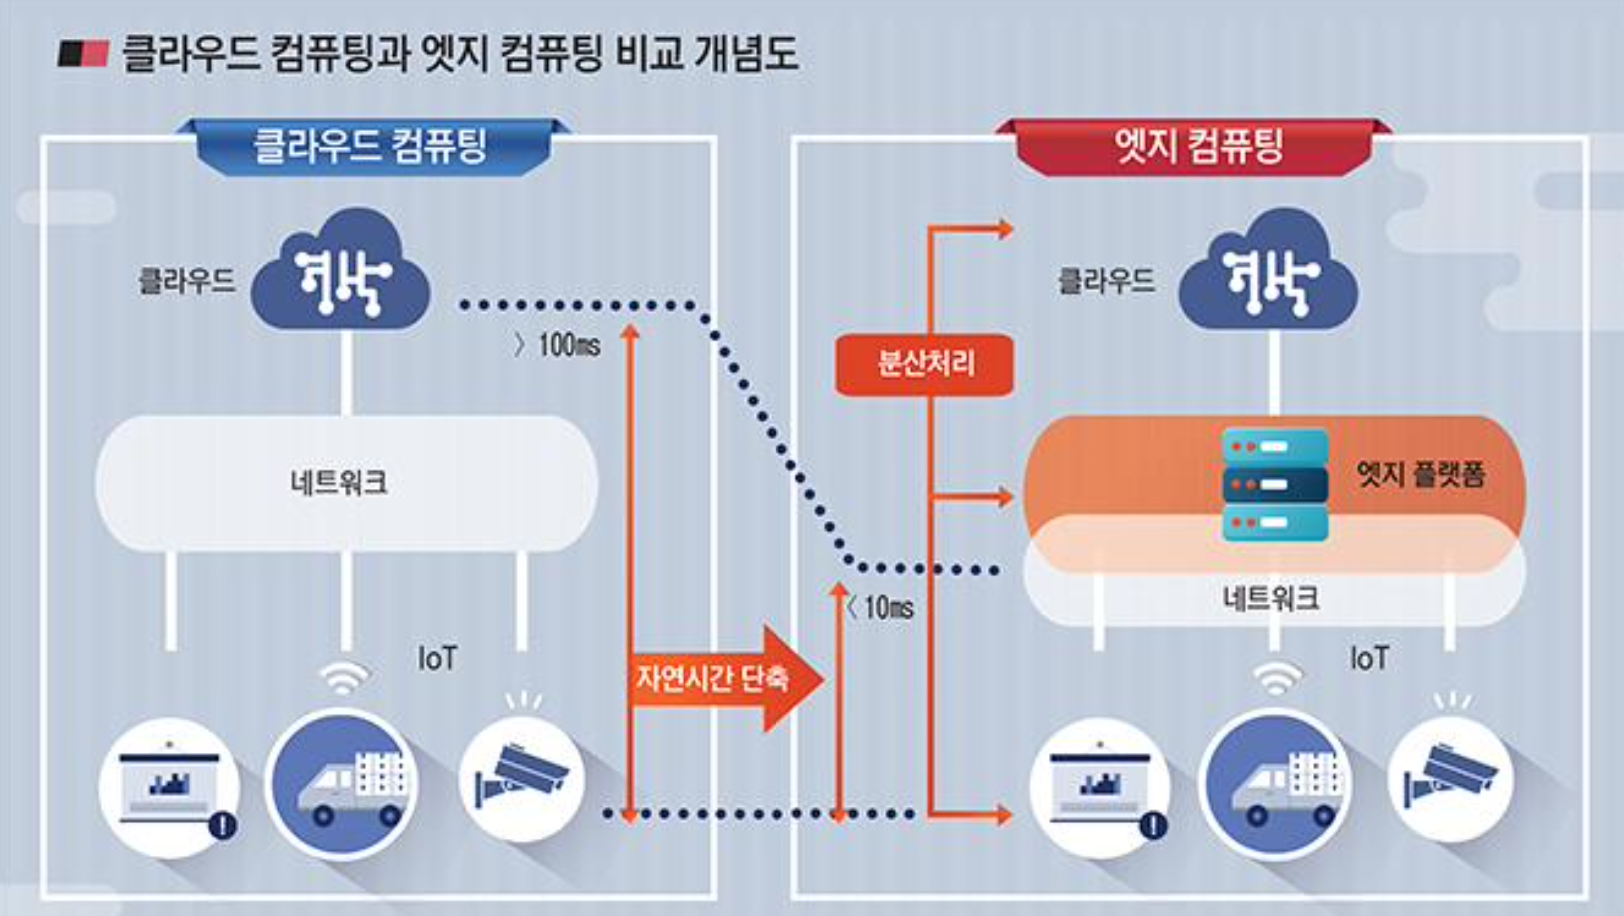 클라우드 컴퓨팅과 엣지 컴퓨팅 비교 개념도
클라우드 컴퓨팅
클라우드
〉100ms
네트워크
IoT
자연시간 단축
엣지 컴퓨팅
클라우드
분산처리
엣지 플랫폼
네트워크
〈 10ms
IoT